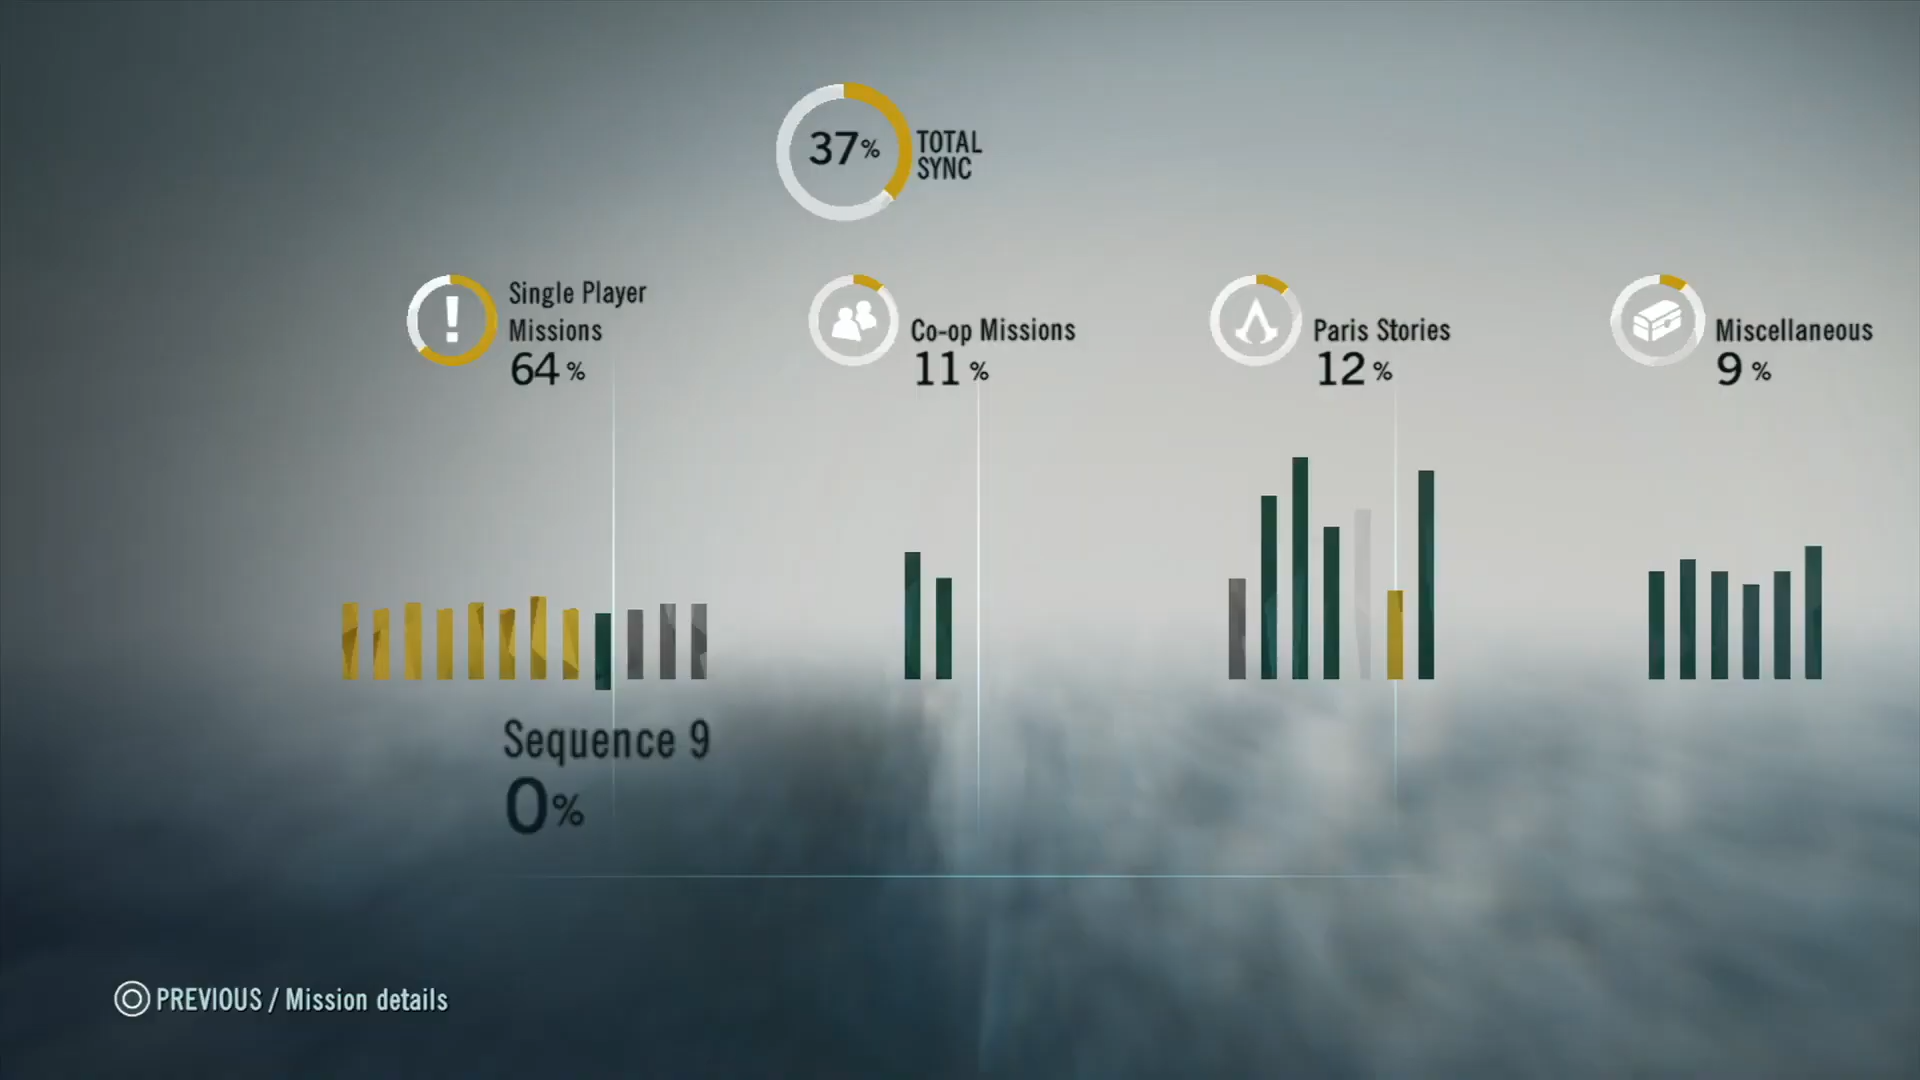 37%
TOTAL
SYNC
Single Player
Missions
64 %
Co-op Missions
11 %
Paris Stories
12 %
Miscellaneous
9 %
Sequence 9
0%
PREVIOUS / Mission details